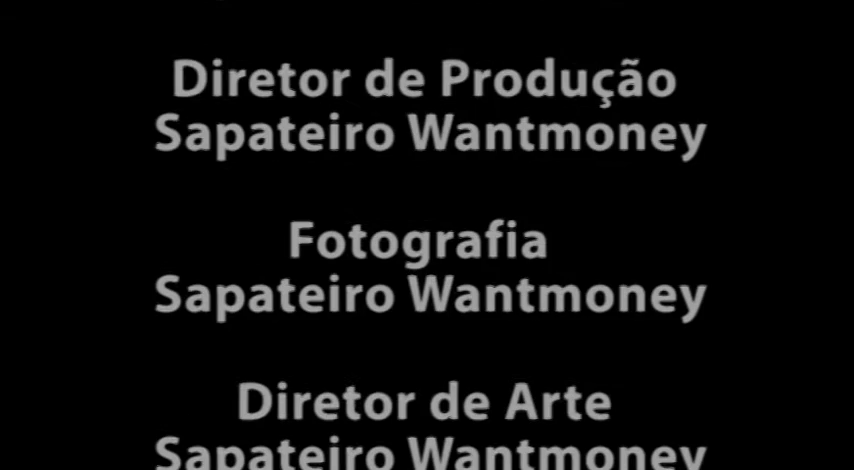 Diretor de Produção
Sapateiro Wantmoney
Fotografia
Sapateiro Wantmoney
Diretor de Arte
Sapateiro Wantmoney